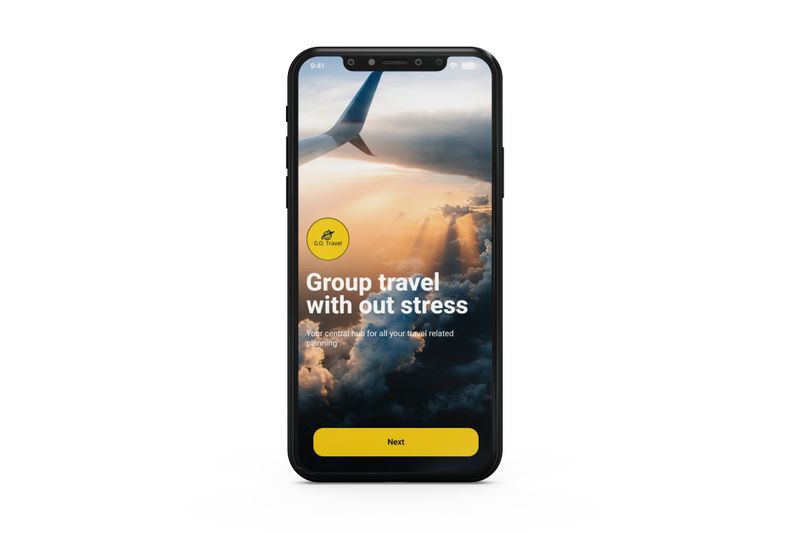 9:41
G.O. Travel
Group travel
with out stress
Your central hub for all your travel related
planning
Next